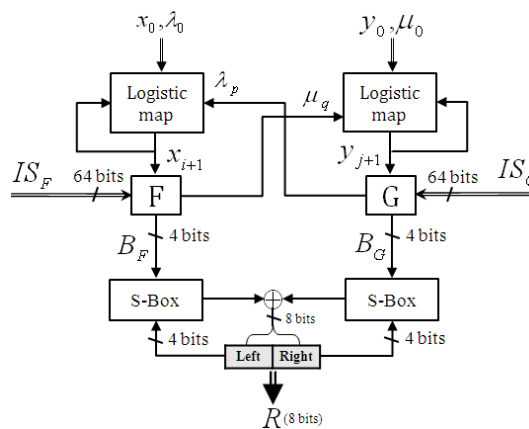 x0, λ0
y0, μ0
Logistic map
λp
μq
Logistic map
xi+1
yj+1
ISF
64 bits
F
G
64 bits
IS
BF
4 bits
BG
4 bits
S-Box
S-Box
8 bits
4 bits
Left
Right
4 bits
R (8 bits)